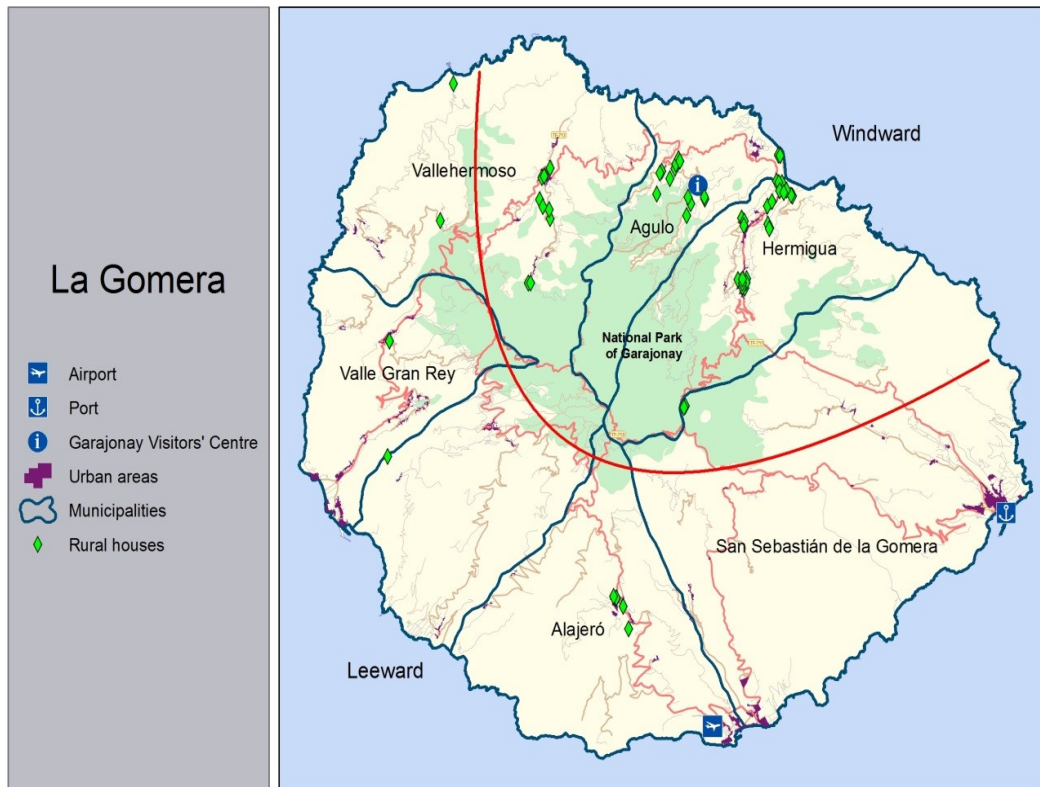 La Gomera
Airport
Port
Garajonay Visitors' Centre
Urban areas
Municipalities
Rural houses
Windward
Vallehermoso
Agulo
Hermigua
National Park
of Garajonay
Valle Gran Rey
San Sebastián de la Gomera
Alajeró
Leeward